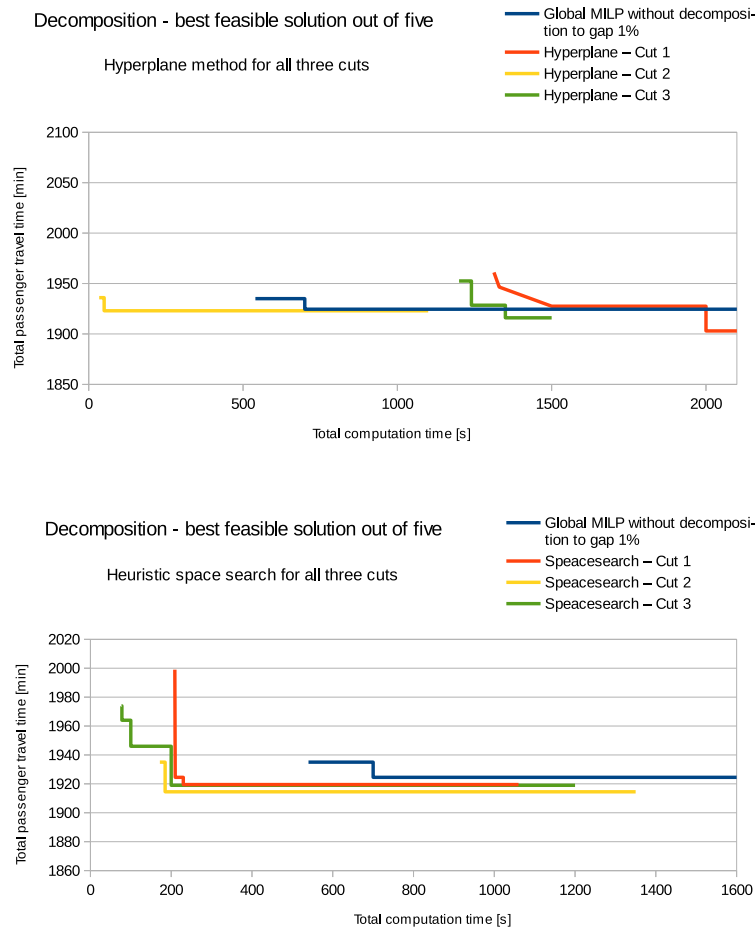 Decomposition - best feasible solution out of five
Hyperplane method for all three cuts
Global MILP without decomposi-
tion to gap 1%
Hyperplane – Cut 1
Hyperplane – Cut 2
Hyperplane – Cut 3
Total passenger travel time [min]
2100
2050
2000
1950
1900
1850
0 500 1000 1500 2000
Total computation time [s]
Decomposition - best feasible solution out of five
Heuristic space search for all three cuts
Global MILP without decomposi-
tion to gap 1%
Speacesearch – Cut 1
Speacesearch – Cut 2
Speacesearch – Cut 3
Total passenger travel time [min]
2020
2000
1980
1960
1940
1920
1900
1880
1860
0 200 400 600 800 1000 1200 1400 1600
Total computation time [s]